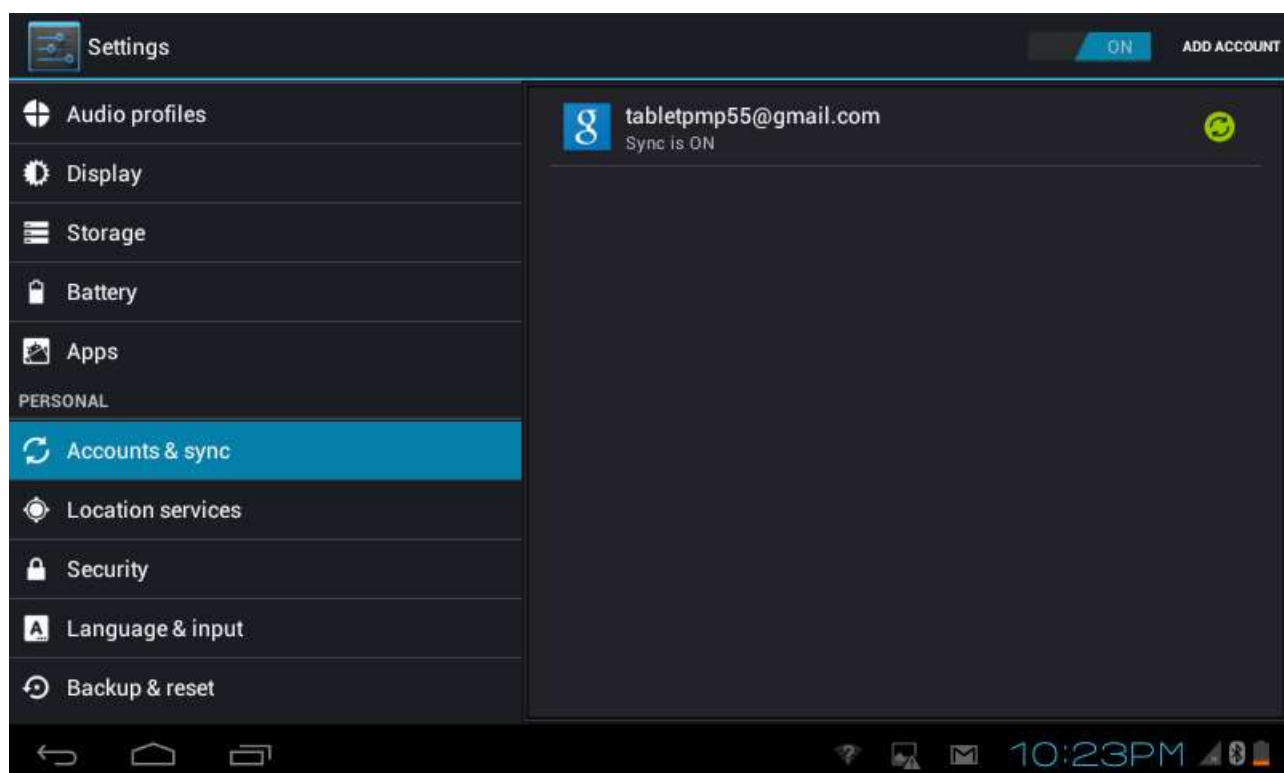 Settings
ON
ADD ACCOUNT
Audio profiles
Display
Storage
Battery
Apps
PERSONAL
Accounts & sync
Location services
Security
Language & input
Backup & reset
g
tabletpmp55@gmail.com
Sync is ON
10:23PM